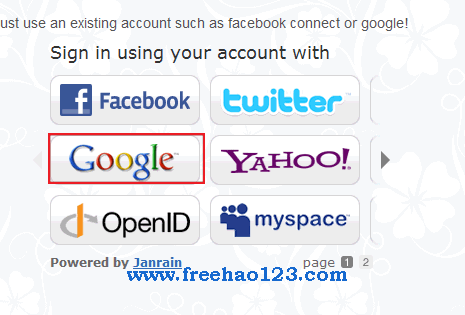 ust use an existing account such as facebook connect or google!
Sign in using your account with
Facebook
twitter
Google
YAHOO!
OpenID
myspace
Powered by Janrain
page 1 2
www.freehao123.com